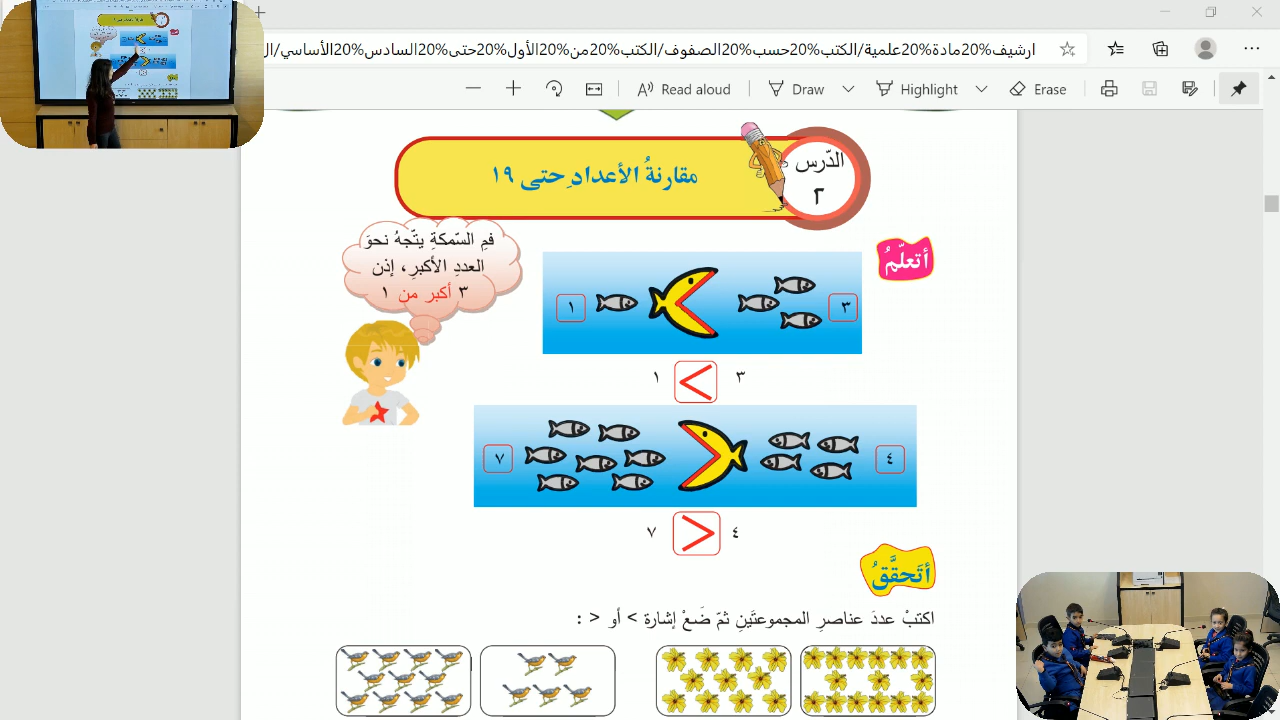 ارشيف%20مادة%20علمية/الكتب%20حسب%20الصفوف/الكتب%20من%20الأول%20حتى%20السادس%20الأساسي/ال
Read aloud
Draw
Highlight
Erase
الدّرس
٢
مقارنةُ الأعدادِ حتى ١٩
أتعلّمُ
فمِ السّمكةِ يتّجهُ نحوَ
العددِ الأكبرِ، إذن
٣ أكبر من ١
٣
١
٣ > ١
٤
٧
٤ < ٧
أتَحقَّقُ
اكتبْ عددَ عناصرِ المجموعتَينِ ثمّ ضَعْ إشارة > أو < :